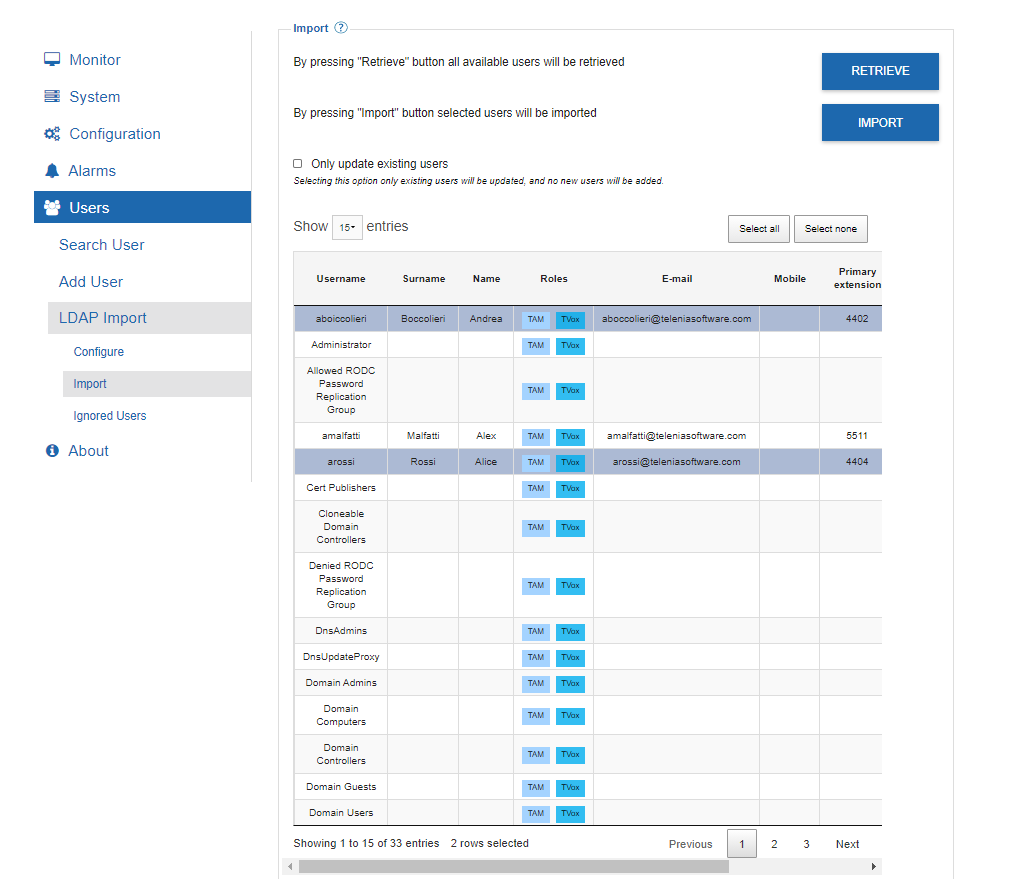 Monitor
System
Configuration
Alarms
Users
Search User
Add User
LDAP Import
Configure
Import
Ignored Users
About
Import ?
By pressing "Retrieve" button all available users will be retrieved
RETRIEVE
By pressing "Import" button selected users will be imported
IMPORT
Only update existing users
Selecting this option only existing users will be updated, and no new users will be added.
Show 15 entries
Select all Select none
Username Surname Name Roles E-mail Mobile Primary
extension
aboiccolieri Boccolieri Andrea TAM TVox aboccolieri@teleniasoftware.com 4402
Administrator TAM TVox
Allowed RODC
Password
Replication
Group
TAM TVox
amalfatti Malfatti Alex TAM TVox amalfatti@teleniasoftware.com 5511
arossi Rossi Alice TAM TVox arossi@teleniasoftware.com 4404
Cert Publishers TAM TVox
Cloneable
Domain
Controllers
TAM TVox
Denied RODC
Password
Replication
Group
TAM TVox
DnsAdmins TAM TVox
DnsUpdateProxy TAM TVox
Domain Admins TAM TVox
Domain
Computers
TAM TVox
Domain
Controllers
TAM TVox
Domain Guests TAM TVox
Domain Users TAM TVox
Showing 1 to 15 of 33 entries 2 rows selected
Previous 1 2 3 Next